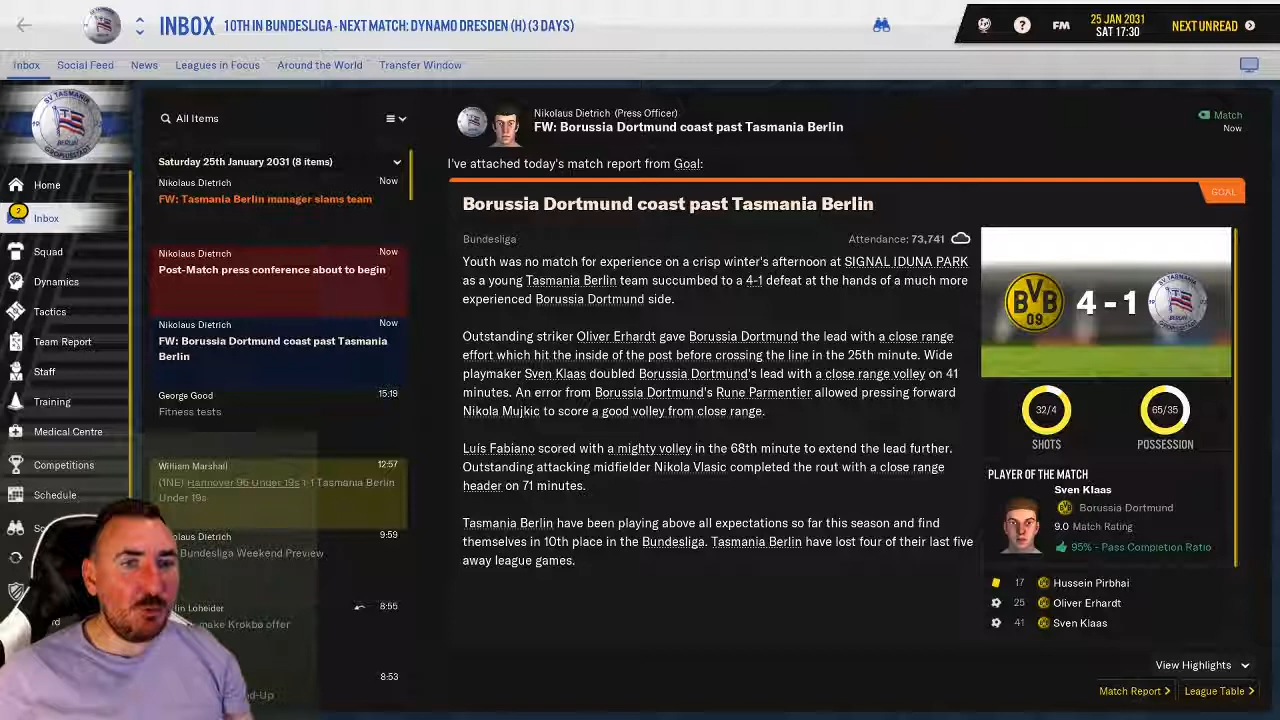 INBOX
10TH IN BUNDESLIGA - NEXT MATCH: DYNAMO DRESDEN (H) (3 DAYS)
FM
25 JAN 2031
SAT 17:30
NEXT UNREAD
Inbox
Social Feed
News
Leagues in Focus
Around the World
Transfer Window
Home
2
Inbox
Squad
Dynamics
Tactics
Team Report
Staff
Training
Medical Centre
Competitions
Schedule
All Items
Saturday 25th January 2031 (8 items)
Nikolaus Dietrich
Now
FW: Tasmania Berlin manager slams team
Nikolaus Dietrich
Now
Post-Match press conference about to begin
Nikolaus Dietrich
Now
FW: Borussia Dortmund coast past Tasmania
Berlin
George Good
15:19
Fitness tests
William Marshall
12:57
(1NE) Hannover 96 Under 19s 1-1 Tasmania Berlin
Under 19s
olaus Dietrich
9:59
Bundesliga Weekend Preview
lin Loheider
8:55
make Krokbø offer
8:53
d-Up
Nikolaus Dietrich (Press Officer)
FW: Borussia Dortmund coast past Tasmania Berlin
Match
Now
I've attached today's match report from Goal:
GOAL
Borussia Dortmund coast past Tasmania Berlin
Bundesliga
Attendance: 73,741
Youth was no match for experience on a crisp winter's afternoon at SIGNAL IDUNA PARK
as a young Tasmania Berlin team succumbed to a 4-1 defeat at the hands of a much more
experienced Borussia Dortmund side.
Outstanding striker Oliver Erhardt gave Borussia Dortmund the lead with a close range
effort which hit the inside of the post before crossing the line in the 25th minute. Wide
playmaker Sven Klaas doubled Borussia Dortmund's lead with a close range volley on 41
minutes. An error from Borussia Dortmund's Rune Parmentier allowed pressing forward
Nikola Mujkic to score a good volley from close range.
Luis Fabiano scored with a mighty volley in the 68th minute to extend the lead further.
Outstanding attacking midfielder Nikola Vlasic completed the rout with a close range
header on 71 minutes.
Tasmania Berlin have been playing above all expectations so far this season and find
themselves in 10th place in the Bundesliga. Tasmania Berlin have lost four of their last five
away league games.
BVB
09
4 - 1
32/4
SHOTS
65/35
POSSESSION
PLAYER OF THE MATCH
Sven Klaas
Borussia Dortmund
9.0 Match Rating
95% - Pass Completion Ratio
17 Hussein Pirbhai
25 Oliver Erhardt
41 Sven Klaas
View Highlights
Match Report
League Table